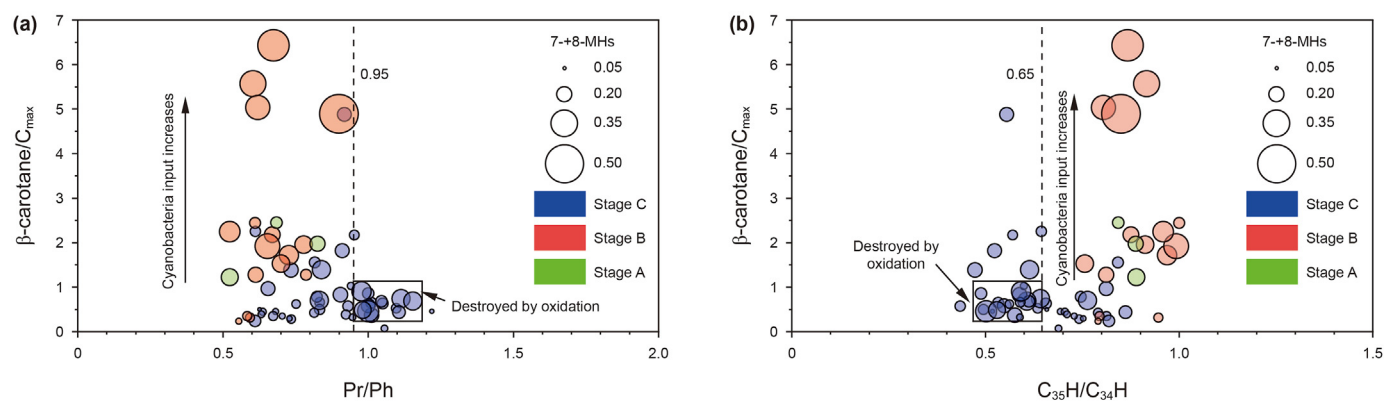 (a)
7
6
5
4
3
2
1
0
β-carotane/Cmax
Cyanobacteria input increases
0.95
7-+8-MHs
0.05
0.20
0.35
0.50
Stage C
Stage B
Stage A
Destroyed by oxidation
0
0.5
1.0
1.5
2.0
Pr/Ph
(b)
7
6
5
4
3
2
1
0
β-carotane/Cmax
0.65
Cyanobacteria input increases
Destroyed by
oxidation
7-+8-MHs
0.05
0.20
0.35
0.50
Stage C
Stage B
Stage A
0
0.5
1.0
1.5
C35H/C34H